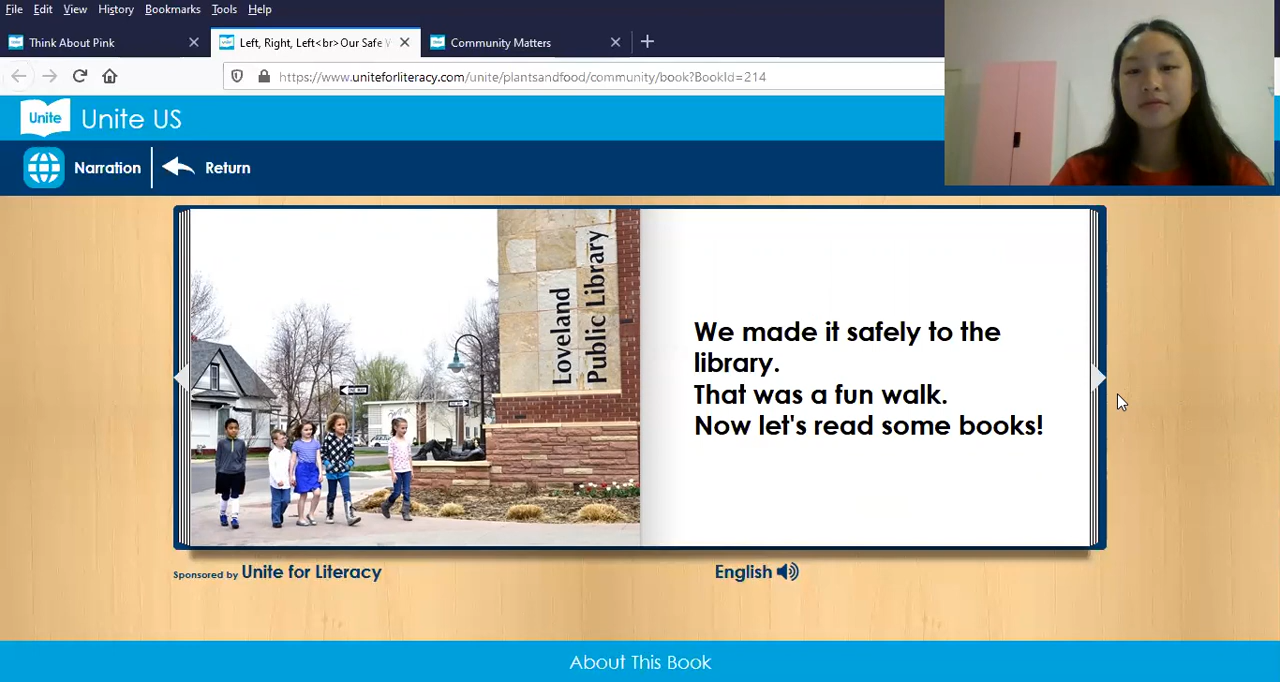 File Edit View History Bookmarks Tools Help
Think About Pink
Left, Right, Left<br>Our Safe W
Community Matters
https://www.uniteforliteracy.com/unite/plantsandfood/community/book?BookId=214
Unite Unite US
Narration Return
Loveland
Public Library
ONE WAY
We made it safely to the
library.
That was a fun walk.
Now let's read some books!
Sponsored by Unite for Literacy
English
About This Book